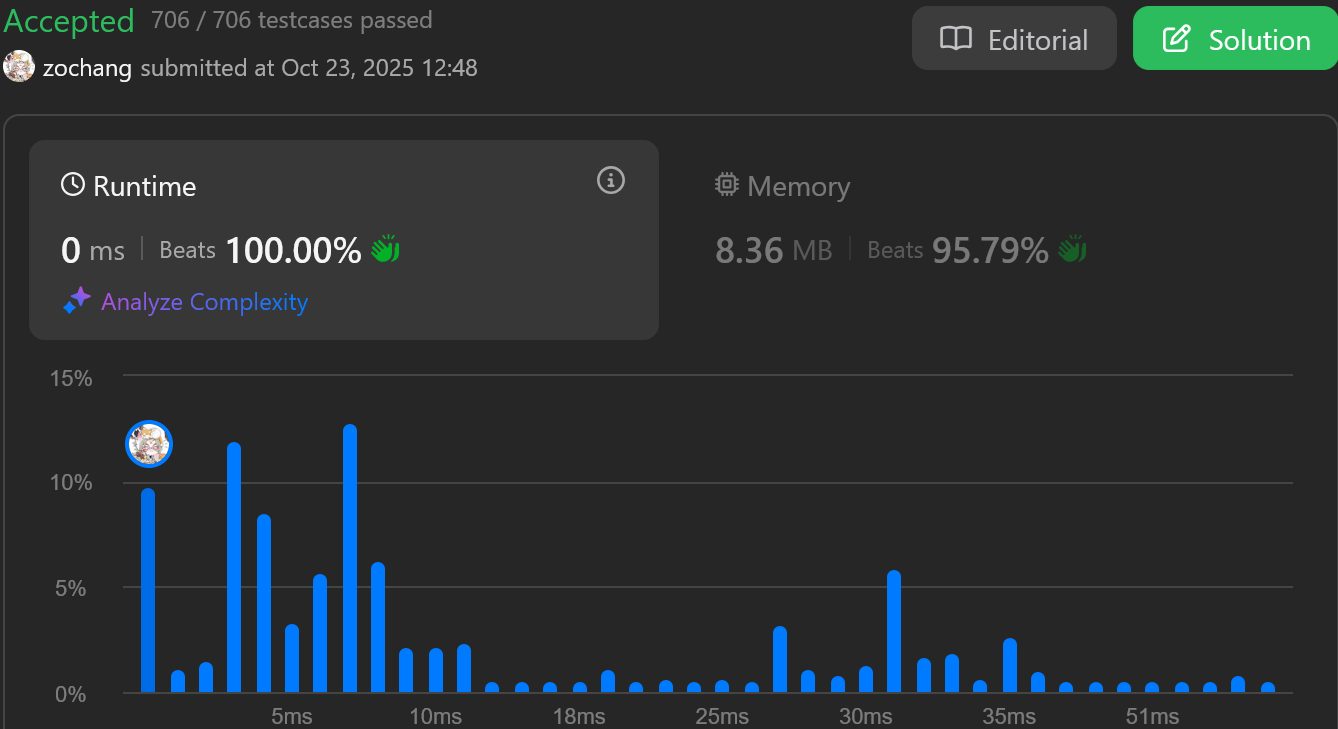 Accepted 706 / 706 testcases passed
Editorial
Solution
zochang submitted at Oct 23, 2025 12:48
Runtime
0 ms | Beats 100.00%
Analyze Complexity
Memory
8.36 MB | Beats 95.79%
15%
10%
5%
0%
5ms 10ms 18ms 25ms 30ms 35ms 51ms